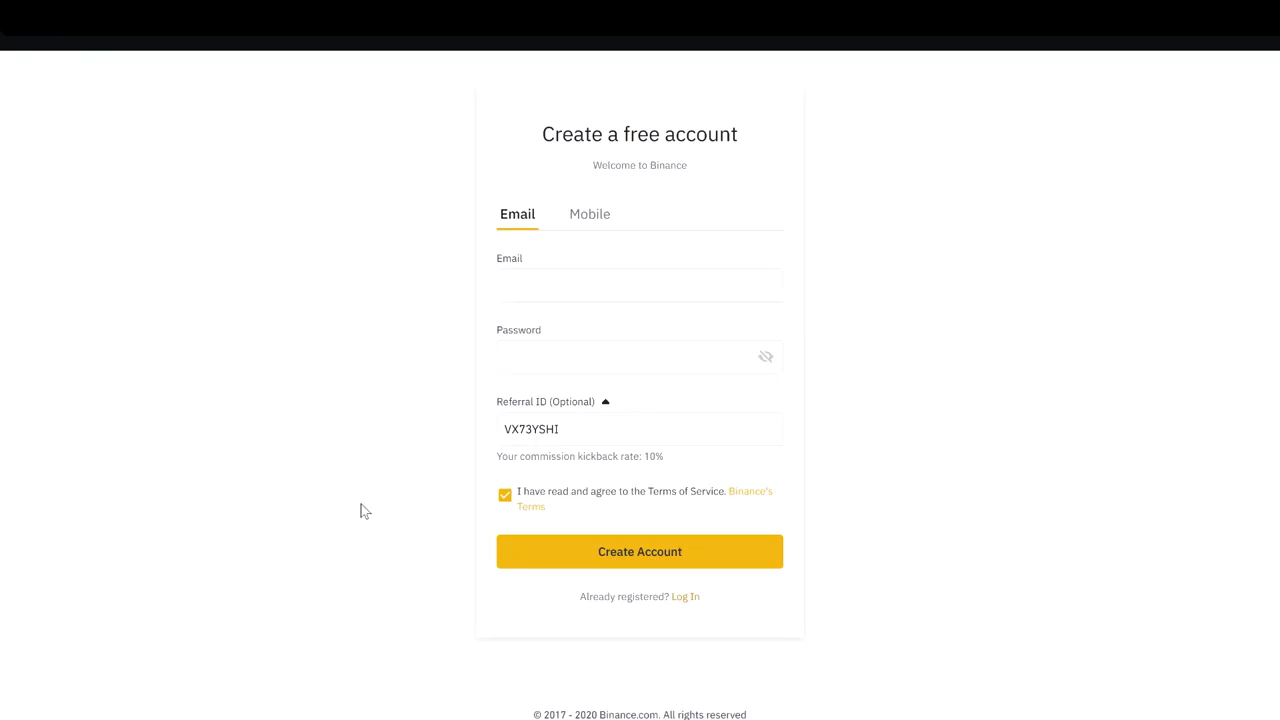 Create a free account
Welcome to Binance
Email Mobile
Email
Password
Referral ID (Optional)
VX73YSHI
Your commission kickback rate: 10%
I have read and agree to the Terms of Service. Binance's
Terms
Create Account
Already registered? Log In
© 2017 - 2020 Binance.com. All rights reserved